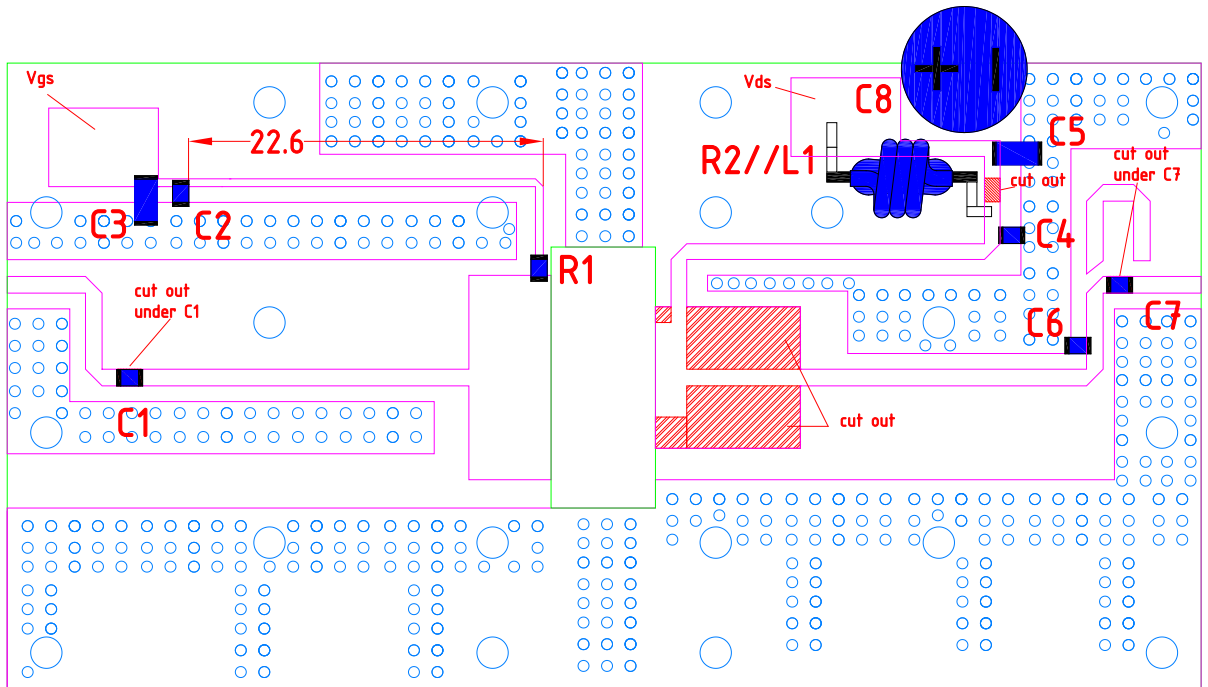 Vgs
22.6
C3
C2
R1
cut out
under C1
C1
Vds
C8
+ -
C5
R2//L1
cut out
cut out
under C7
C4
C6
C7
cut out